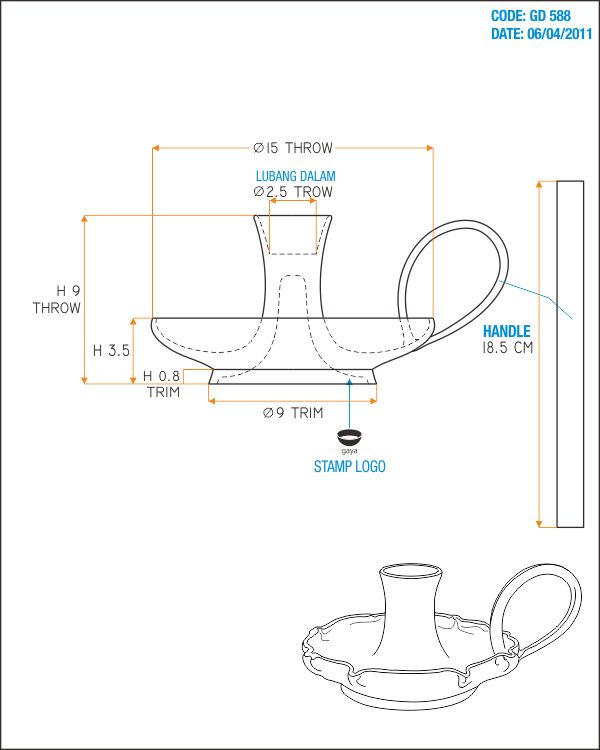 CODE: GD 588
DATE: 06/04/2011
Ø15 THROW
LUBANG DALAM
Ø2.5 TROW
H 9
THROW
H 3.5
H 0.8
TRIM
Ø9 TRIM
HANDLE
18.5 CM
gaya
STAMP LOGO